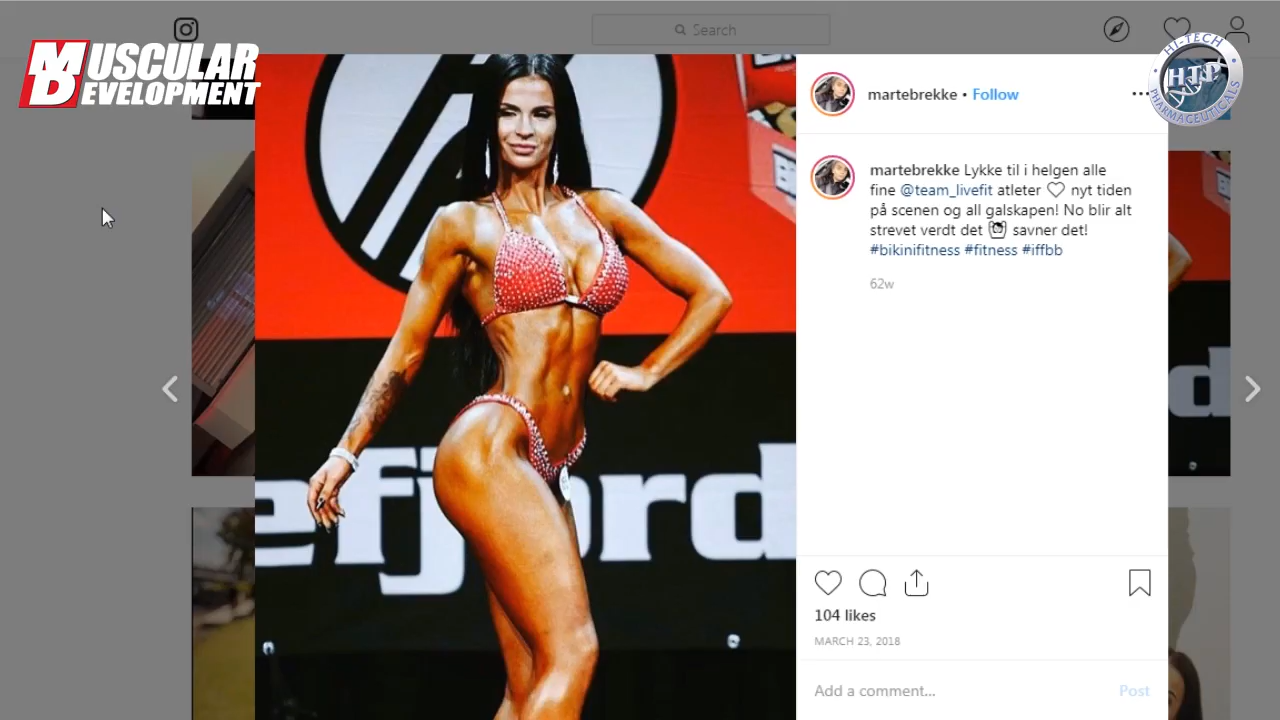 MUSCULAR
DEVELOPMENT
Search
HI-TECH
HTP
PHARMACEUTICALS
martebrekke • Follow
martebrekke Lykke til i helgen alle
fine @team_livefit atleter ♡ nyt tiden
på scenen og all galskapen! No blir alt
strevet verdt det savner det!
#bikinifitness #fitness #iffbb
62w
efjord
d
104 likes
MARCH 23, 2018
Add a comment... Post